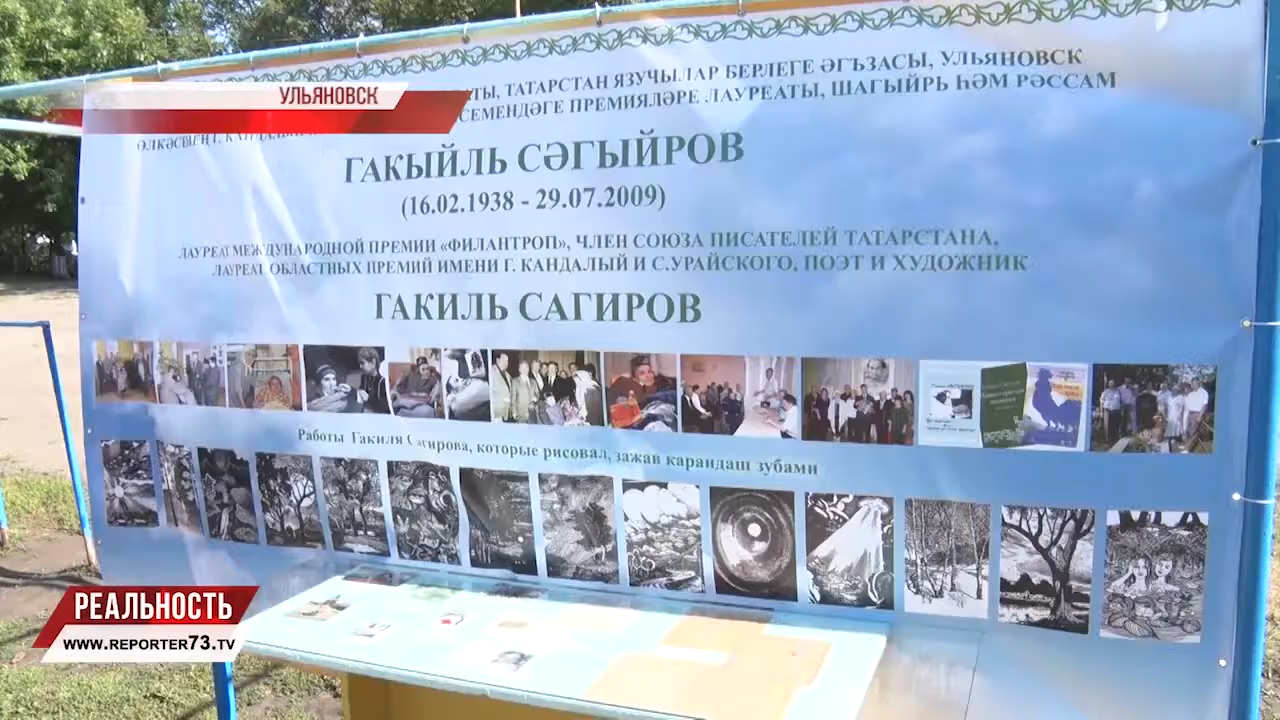 АТЫ, ТАТАРСТАН ЯЗУЧЫЛАР БЕРЛЕГЕ ӘГЪЗАСЫ, УЛЬЯНОВСК
УЛЬЯНОВСК
СЕМЕНДӘГЕ ПРЕМИЯЛӘРЕ ЛАУРЕАТЫ, ШАГЫЙРЬ ҺӘМ РӘССАМ
ГАКЫЙЛЬ СӘГЫЙРОВ
(16.02.1938 - 29.07.2009)
ЛАУРЕАТ МЕЖДУНАРОДНОЙ ПРЕМИИ «ФИЛАНТРОП», ЧЛЕН СОЮЗА ПИСАТЕЛЕЙ ТАТАРСТАНА,
ЛАУРЕАТ ОБЛАСТНЫХ ПРЕМИЙ ИМЕНИ Г. КАНДАЛЫЙ И С.УРАЙСКОГО, ПОЭТ И ХУДОЖНИК
ГАКИЛЬ САГИРОВ
Работы Гакиля Сагирова, которые рисовал, зажав карандаш зубами
РЕАЛЬНОСТЬ
WWW.REPORTER73.TV